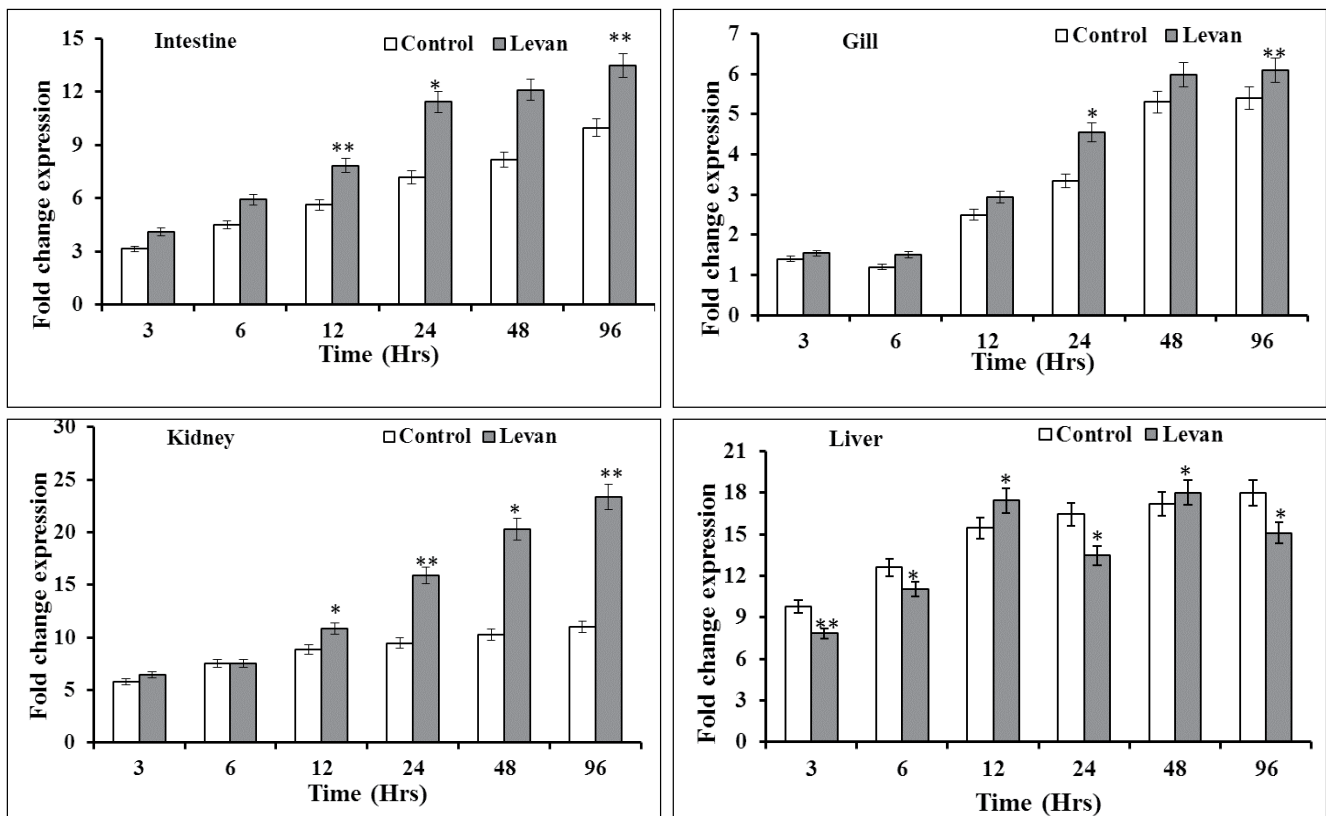 Intestine
Control Levan
Fold change expression
15
12
9
6
3
0
**
*
**
3 6 12 24 48 96
Time (Hrs)
Gill
Control Levan
Fold change expression
7
6
5
4
3
2
1
0
*
**
3 6 12 24 48 96
Time (Hrs)
Kidney
Control Levan
Fold change expression
30
25
20
15
10
5
0
*
**
*
**
3 6 12 24 48 96
Time (Hrs)
Liver
Control Levan
Fold change expression
21
18
15
12
9
6
3
0
**
*
*
*
*
*
3 6 12 24 48 96
Time (Hrs)